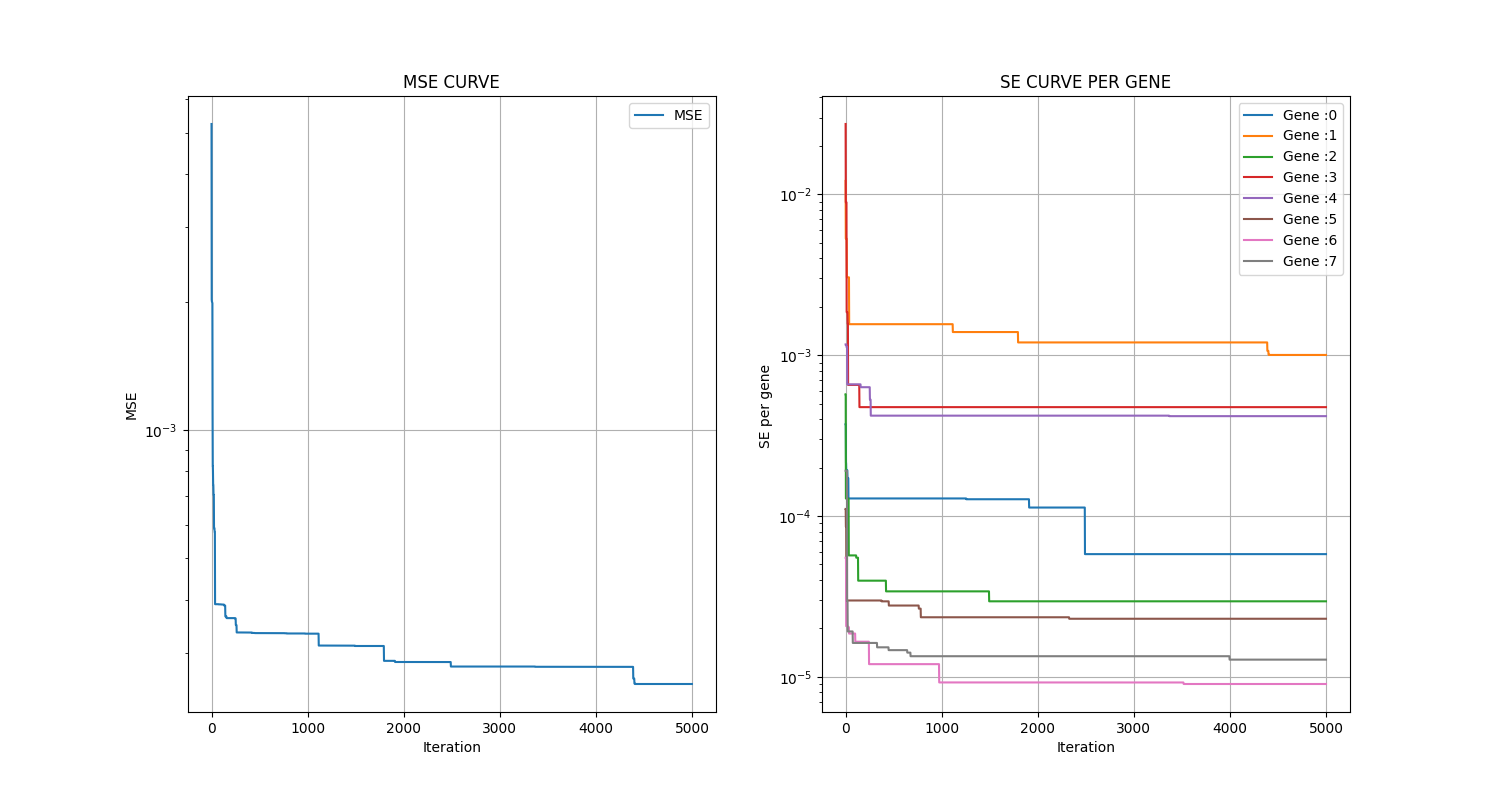 MSE CURVE
MSE
10⁻³
MSE
0 1000 2000 3000 4000 5000
Iteration
SE CURVE PER GENE
Gene :0
Gene :1
Gene :2
Gene :3
Gene :4
Gene :5
Gene :6
Gene :7
10⁻²
10⁻³
10⁻⁴
10⁻⁵
SE per gene
0 1000 2000 3000 4000 5000
Iteration